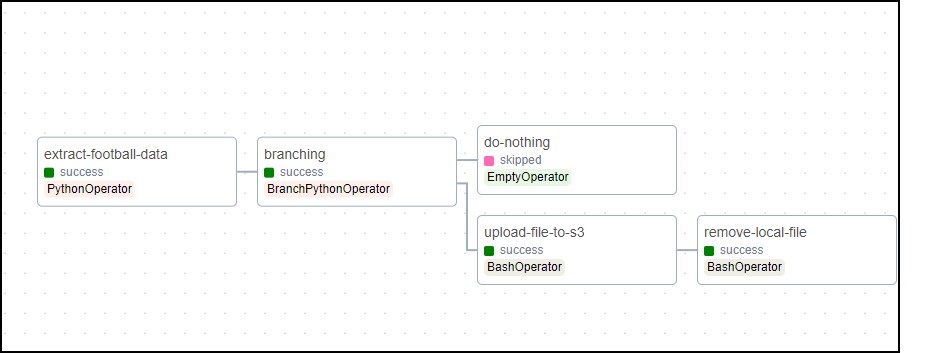 extract-football-data
success
PythonOperator
branching
success
BranchPythonOperator
do-nothing
skipped
EmptyOperator
upload-file-to-s3
success
BashOperator
remove-local-file
success
BashOperator